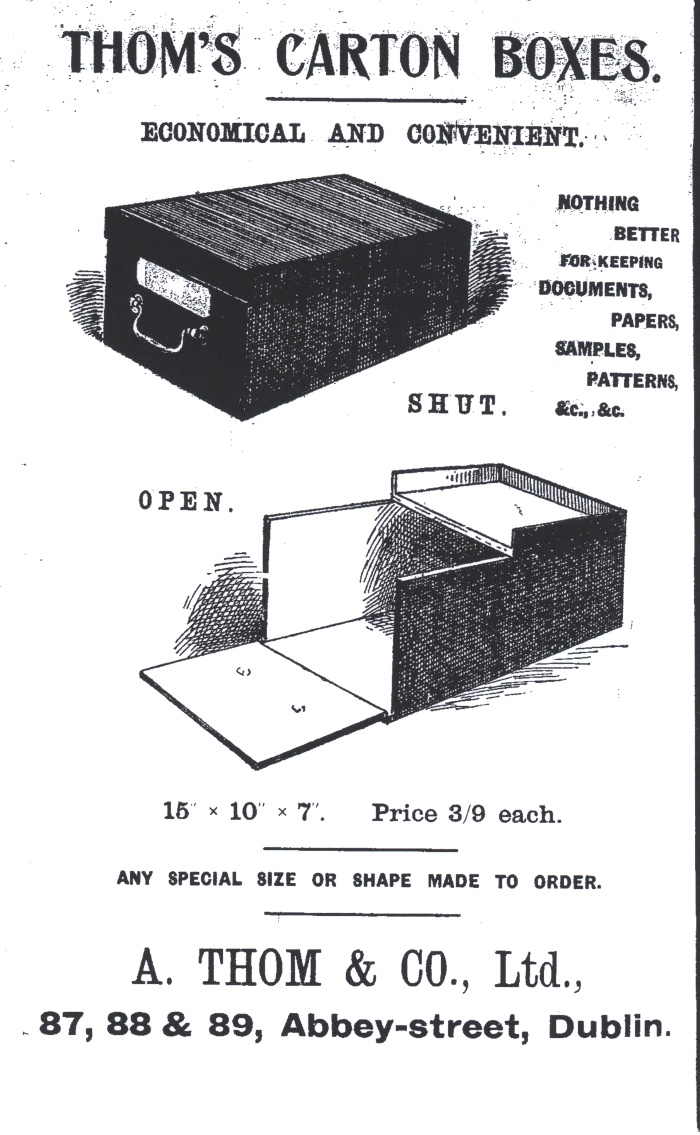 THOM'S CARTON BOXES.
ECONOMICAL AND CONVENIENT.
NOTHING
BETTER
FOR KEEPING
DOCUMENTS,
PAPERS,
SAMPLES,
PATTERNS,
&c., &c.
SHUT.
OPEN.
15" × 10" × 7". Price 3/9 each.
ANY SPECIAL SIZE OR SHAPE MADE TO ORDER.
A. THOM & CO., Ltd.,
87, 88 & 89, Abbey-street, Dublin.